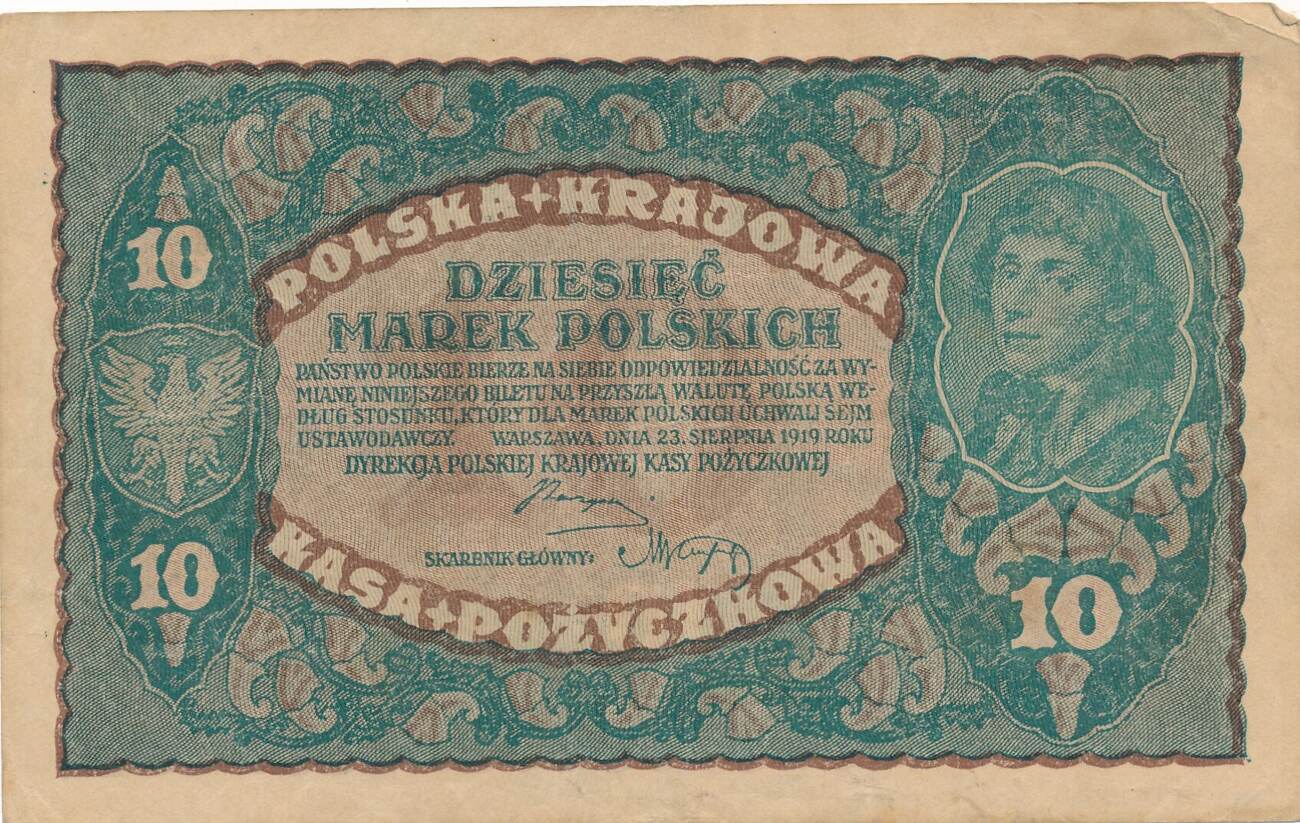 POLSKA + KRAJOWA
10
DZIESIĘĆ
MAREK POLSKICH
PAŃSTWO POLSKIE BIERZE NA SIEBIE ODPOWIEDZIALNOŚĆ ZA WY-
MIANĘ NINIEJSZEGO BILETU NA PRZYSZŁĄ WALUTĘ POLSKĄ WE-
DŁUG STOSUNKU, KTÓRY DLA MAREK POLSKICH UCHWALI SEJM
USTAWODAWCZY. WARSZAWA, DNIA 23. SIERPNIA 1919 ROKU
DYREKCJA POLSKIEJ KRAJOWEJ KASY POŻYCZKOWEJ
SKARBNIK GŁÓWNY:
KASA + POŻYCZKOWA
10
10